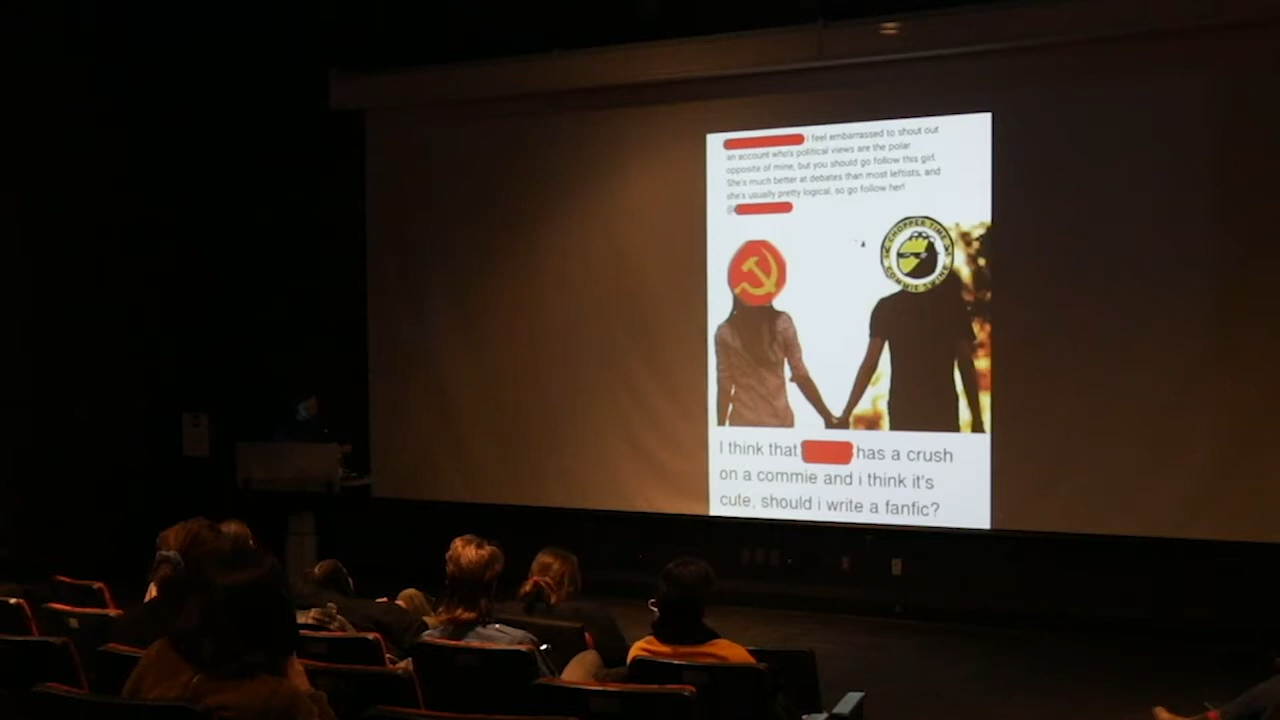 i feel embarrassed to shout out
an account who's political views are the polar
opposite of mine, but you should go follow this girl.
She's much better at debates than most leftists, and
she's usually pretty logical, so go follow her!
@
CHOPPER TIME
COMMIE SWINE
I think that has a crush
on a commie and i think it's
cute, should i write a fanfic?